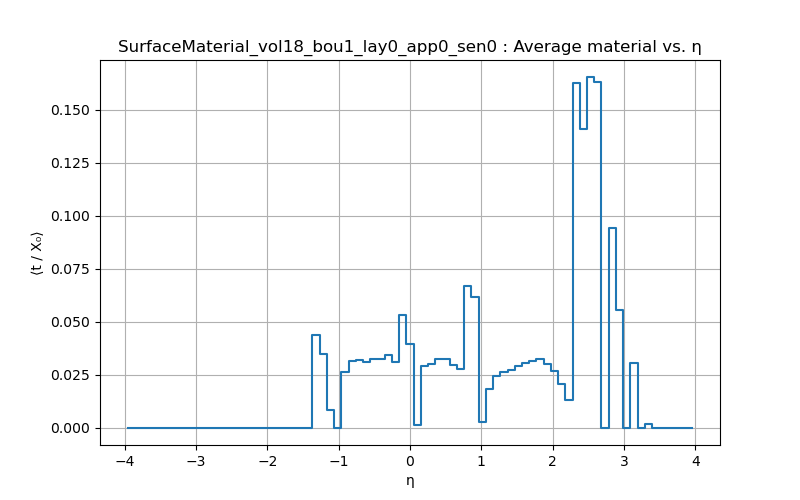 SurfaceMaterial_vol18_bou1_lay0_app0_sen0 : Average material vs. η
0.150
0.125
0.100
0.075
0.050
0.025
0.000
⟨t / X₀⟩
−4 −3 −2 −1 0 1 2 3 4
η